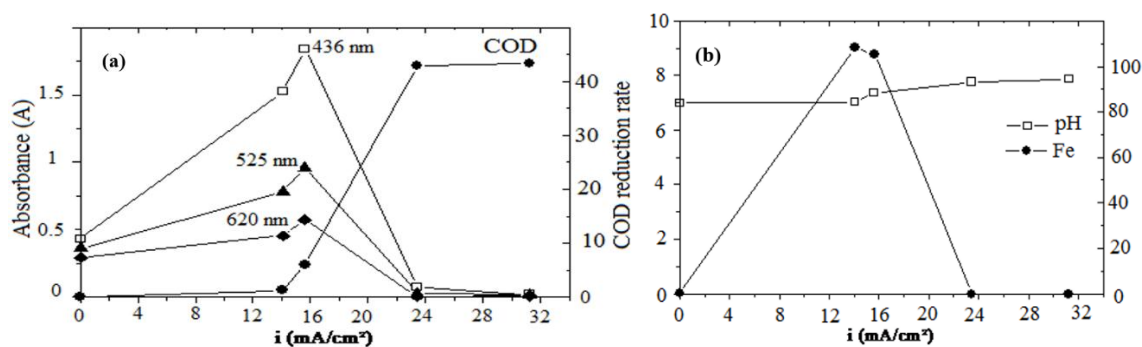 (a)
436 nm
COD
525 nm
620 nm
Absorbance (A)
1.5
1
0.5
0
40
30
20
10
0
COD reduction rate
0 4 8 12 16 20 24 28 32
i (mA/cm²)
(b)
10
8
6
4
2
0
100
80
60
40
20
0
pH
Fe
0 4 8 12 16 20 24 28 32
i (mA/cm²)